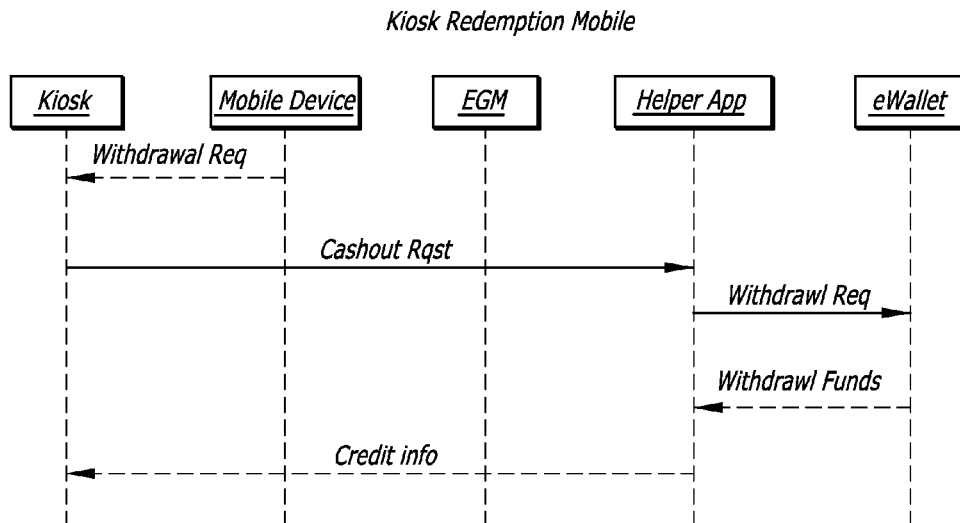 Kiosk Redemption Mobile
Kiosk
Mobile Device
EGM
Helper App
eWallet
Withdrawal Req
Cashout Rqst
Withdrawl Req
Withdrawl Funds
Credit info